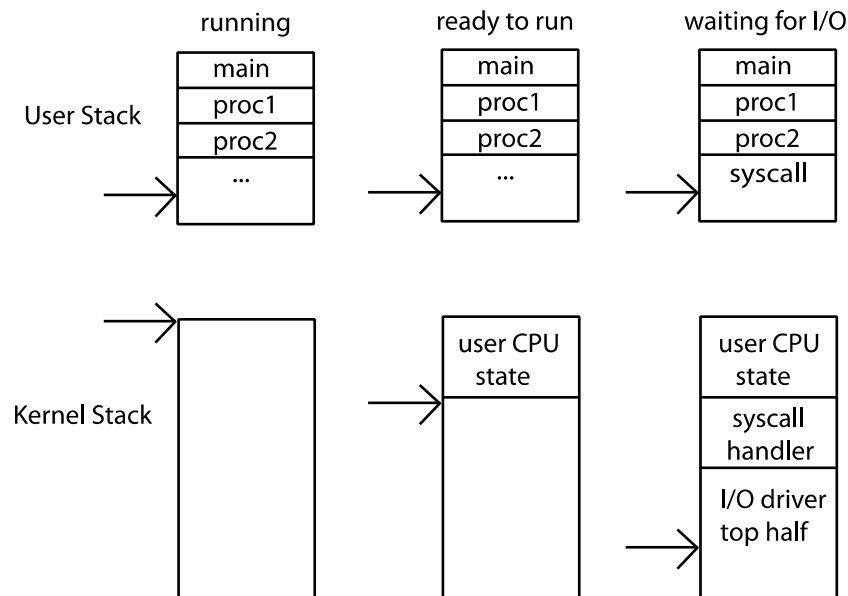 running
ready to run
waiting for I/O
User Stack
main
proc1
proc2
...
main
proc1
proc2
...
main
proc1
proc2
syscall
Kernel Stack
user CPU
state
user CPU
state
syscall
handler
I/O driver
top half